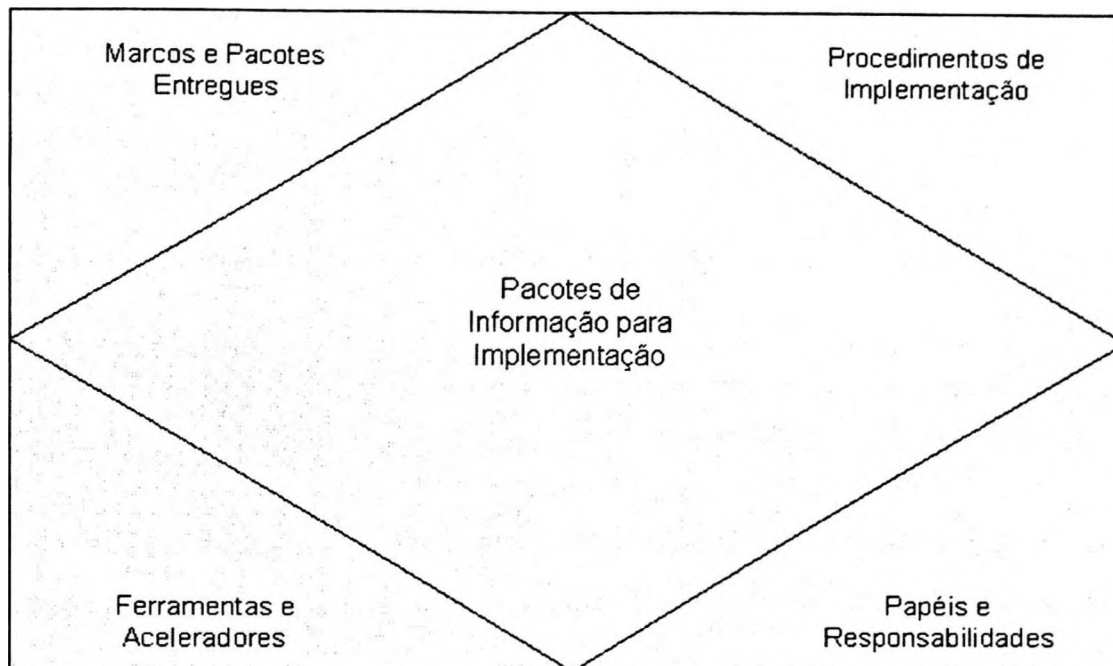 Marcos e Pacotes
Entregues
Procedimentos de
Implementação
Pacotes de
Informação para
Implementação
Ferramentas e
Aceleradores
Papéis e
Responsabilidades